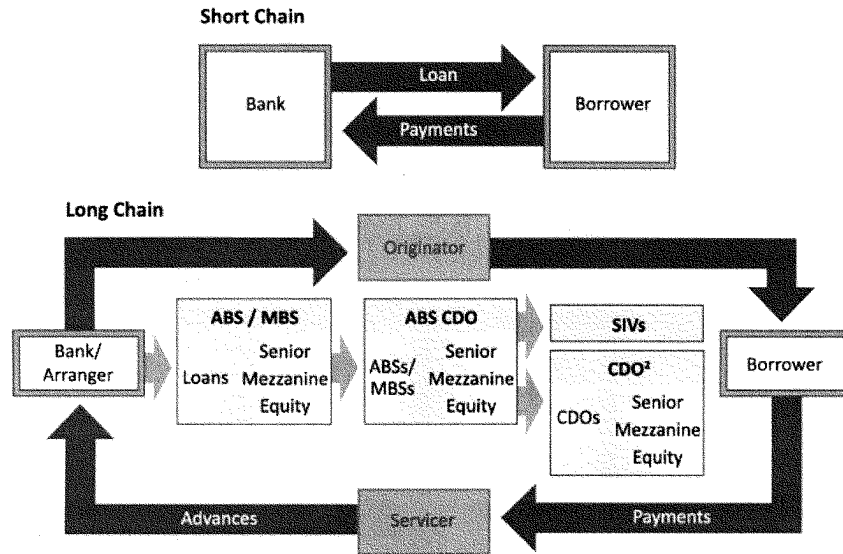 Short Chain
Bank
Loan
Payments
Borrower
Long Chain
Originator
Bank/
Arranger
ABS / MBS
Loans
Senior
Mezzanine
Equity
ABS CDO
ABSs/
MBSs
Senior
Mezzanine
Equity
SIVs
CDO²
CDOs
Senior
Mezzanine
Equity
Borrower
Advances
Servicer
Payments